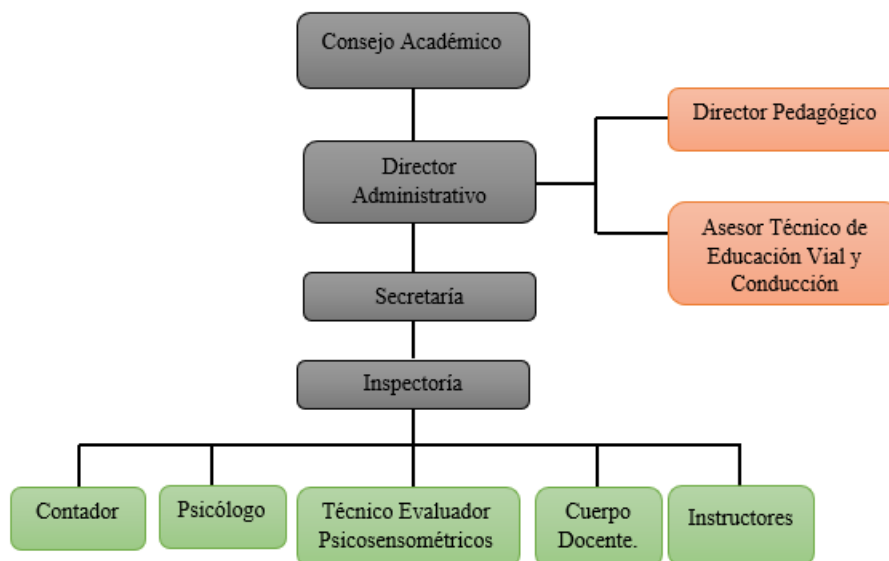 Consejo Académico
Director Pedagógico
Director
Administrativo
Asesor Técnico de
Educación Vial y
Conducción
Secretaría
Inspectoría
Contador
Psicólogo
Técnico Evaluador
Psicosensométricos
Cuerpo
Docente.
Instructores